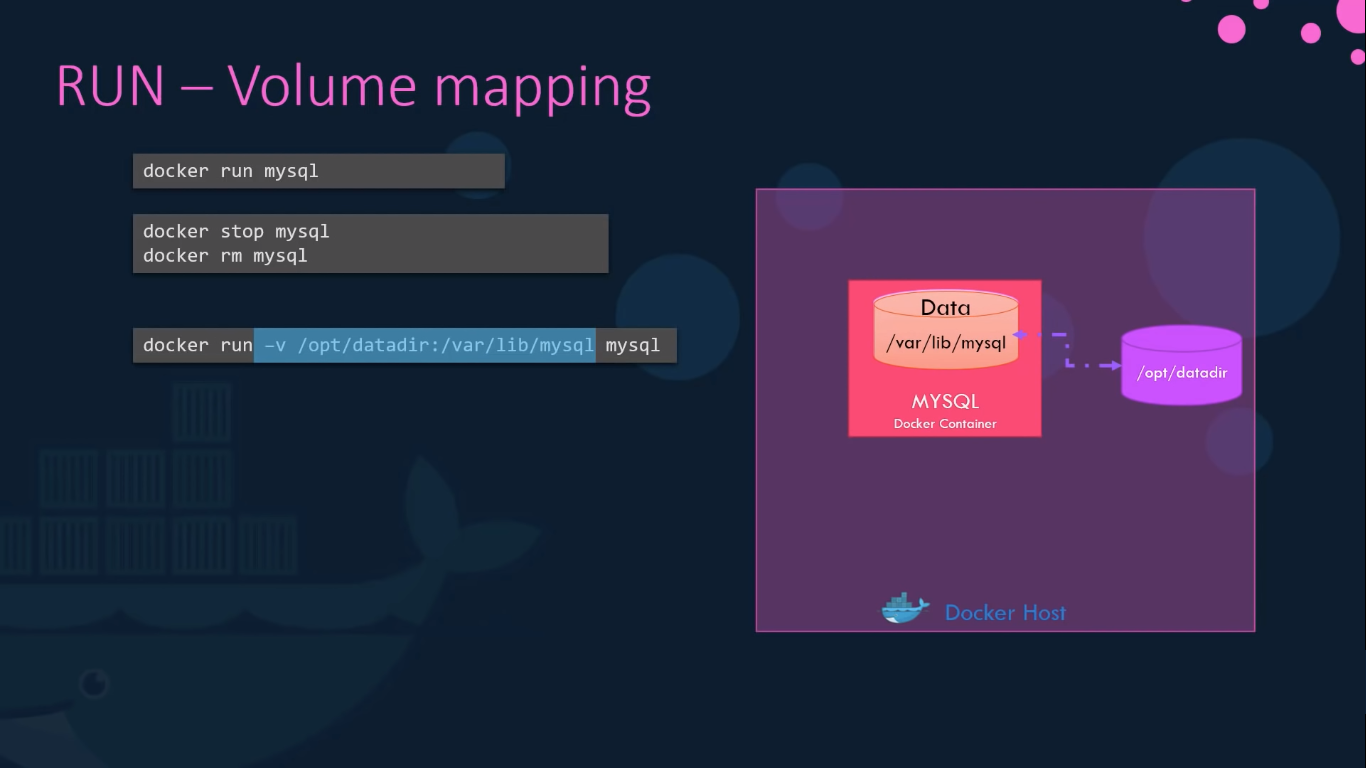 RUN – Volume mapping
docker run mysql
docker stop mysql
docker rm mysql
docker run –v /opt/datadir:/var/lib/mysql mysql
Data
/var/lib/mysql
MYSQL
Docker Container
/opt/datadir
Docker Host